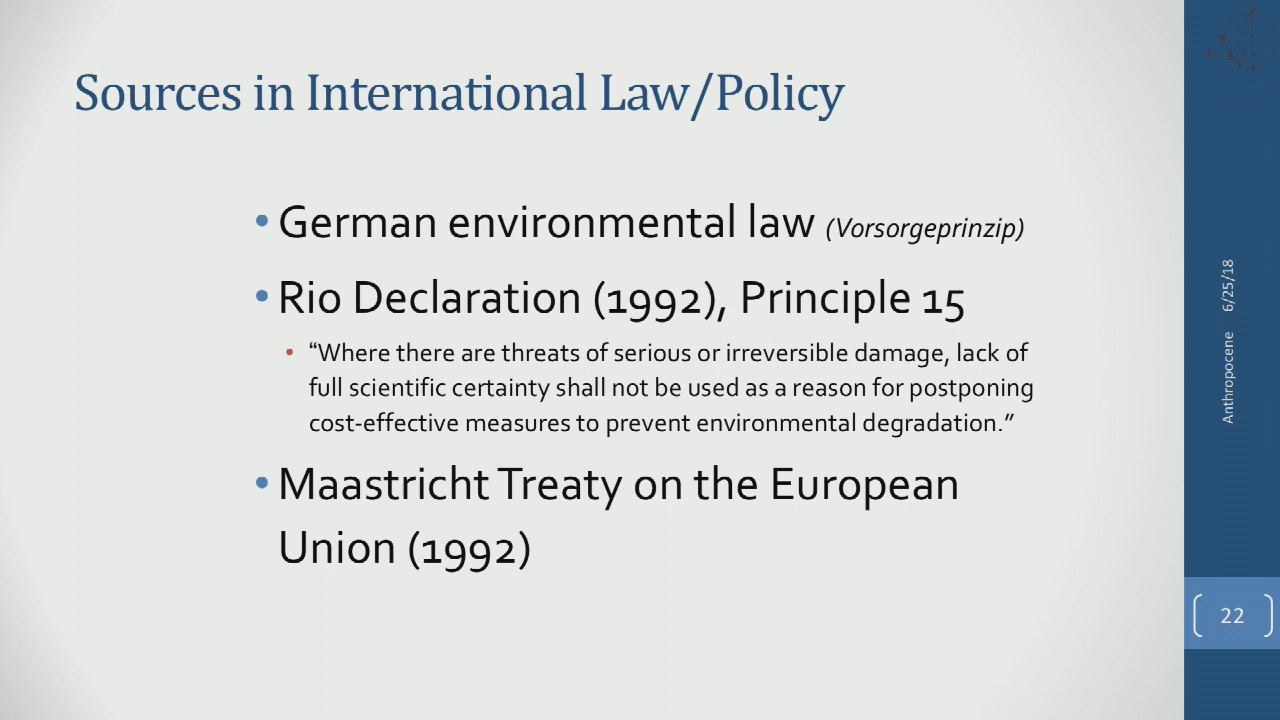 Sources in International Law/Policy
• German environmental law (Vorsorgeprinzip)
• Rio Declaration (1992), Principle 15
• “Where there are threats of serious or irreversible damage, lack of
full scientific certainty shall not be used as a reason for postponing
cost-effective measures to prevent environmental degradation.”
• Maastricht Treaty on the European
Union (1992)
Anthropocene 6/25/18
22